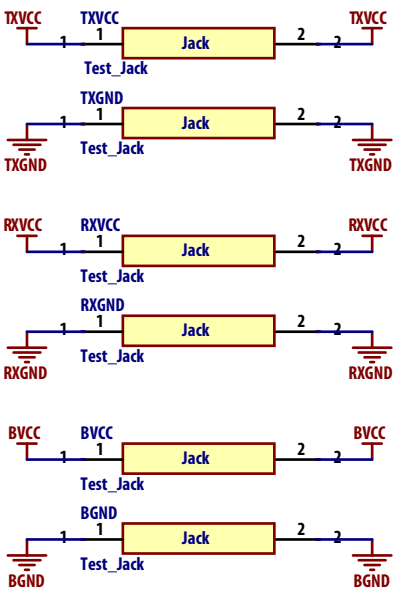 TXVCC TXVCC TXVCC
1 1 Jack 2 2
Test_Jack
TXGND
1 1 Jack 2 2
TXGND Test_Jack TXGND
RXVCC RXVCC RXVCC
1 1 Jack 2 2
Test_Jack
RXGND
1 1 Jack 2 2
RXGND Test_Jack RXGND
BVCC BVCC BVCC
1 1 Jack 2 2
Test_Jack
BGND
1 1 Jack 2 2
BGND Test_Jack BGND